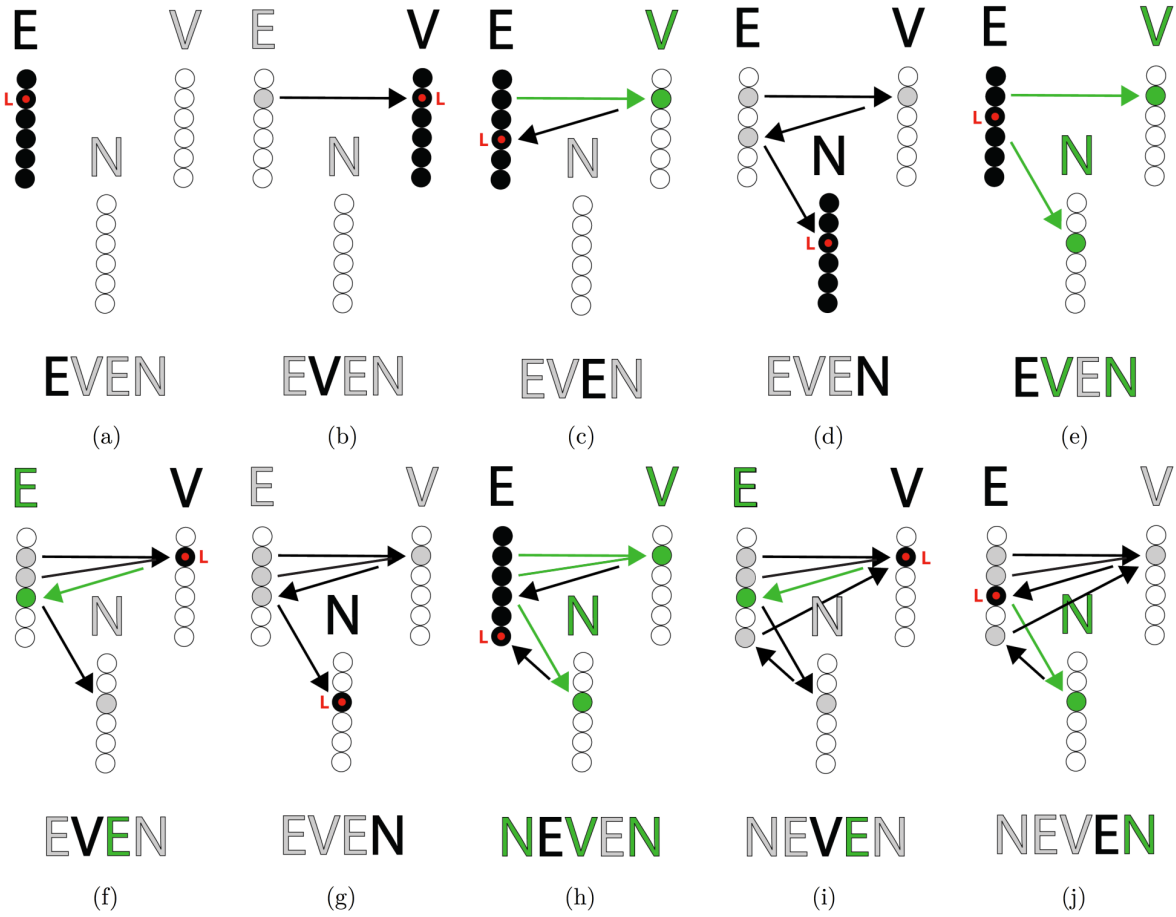 E V E V E V E V E V
L L L L L
N N N N N
EVEN EVEN EVEN EVEN EVEN
(a) (b) (c) (d) (e)
E V E V E V E V E V
L L L L L
N N N N N
EVEN EVEN NEVEN NEVEN NEVEN
(f) (g) (h) (i) (j)